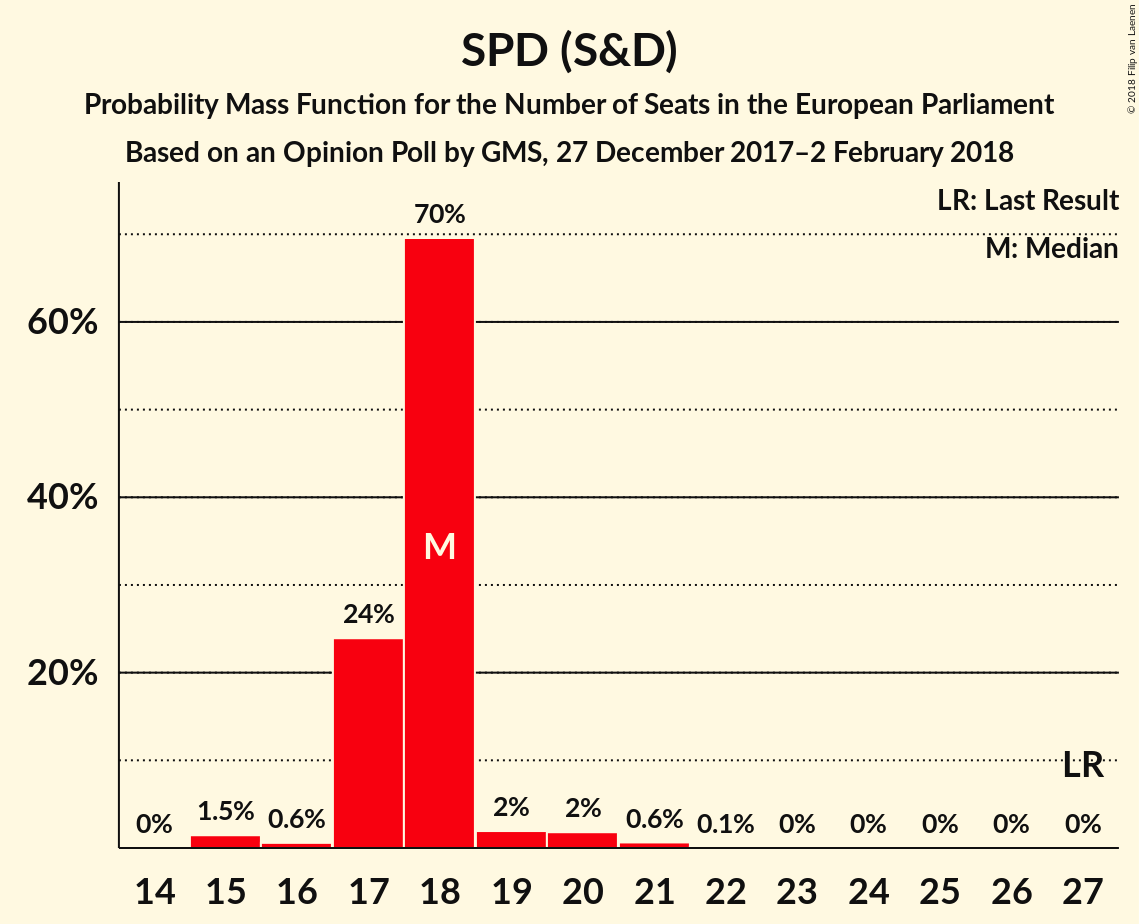 SPD (S&D)
Probability Mass Function for the Number of Seats in the European Parliament
Based on an Opinion Poll by GMS, 27 December 2017–2 February 2018
© 2018 Filip van Laenen
LR: Last Result
M: Median
60%
40%
20%
0%
1.5%
0.6%
24%
70%
M
2%
2%
0.6%
0.1%
0%
0%
0%
0%
0%
LR
14 15 16 17 18 19 20 21 22 23 24 25 26 27